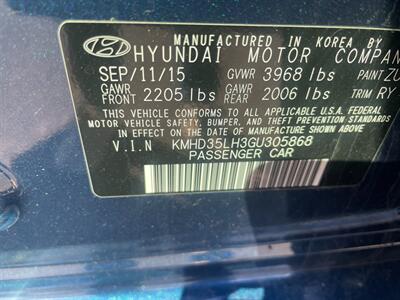 MANUFACTURED IN KOREA BY
HYUNDAI MOTOR COMPAN
SEP/11/15 GVWR 3968 lbs PAINT ZU
GAWR FRONT 2205 lbs GAWR REAR 2006 lbs TRIM RY
THIS VEHICLE CONFORMS TO ALL APPLICABLE U.S.A. FEDERAL
MOTOR VEHICLE SAFETY, BUMPER, AND THEFT PREVENTION STANDARDS
IN EFFECT ON THE DATE OF MANUFACTURE SHOWN ABOVE.
V.I.N KMHD35LH3GU305868
PASSENGER CAR